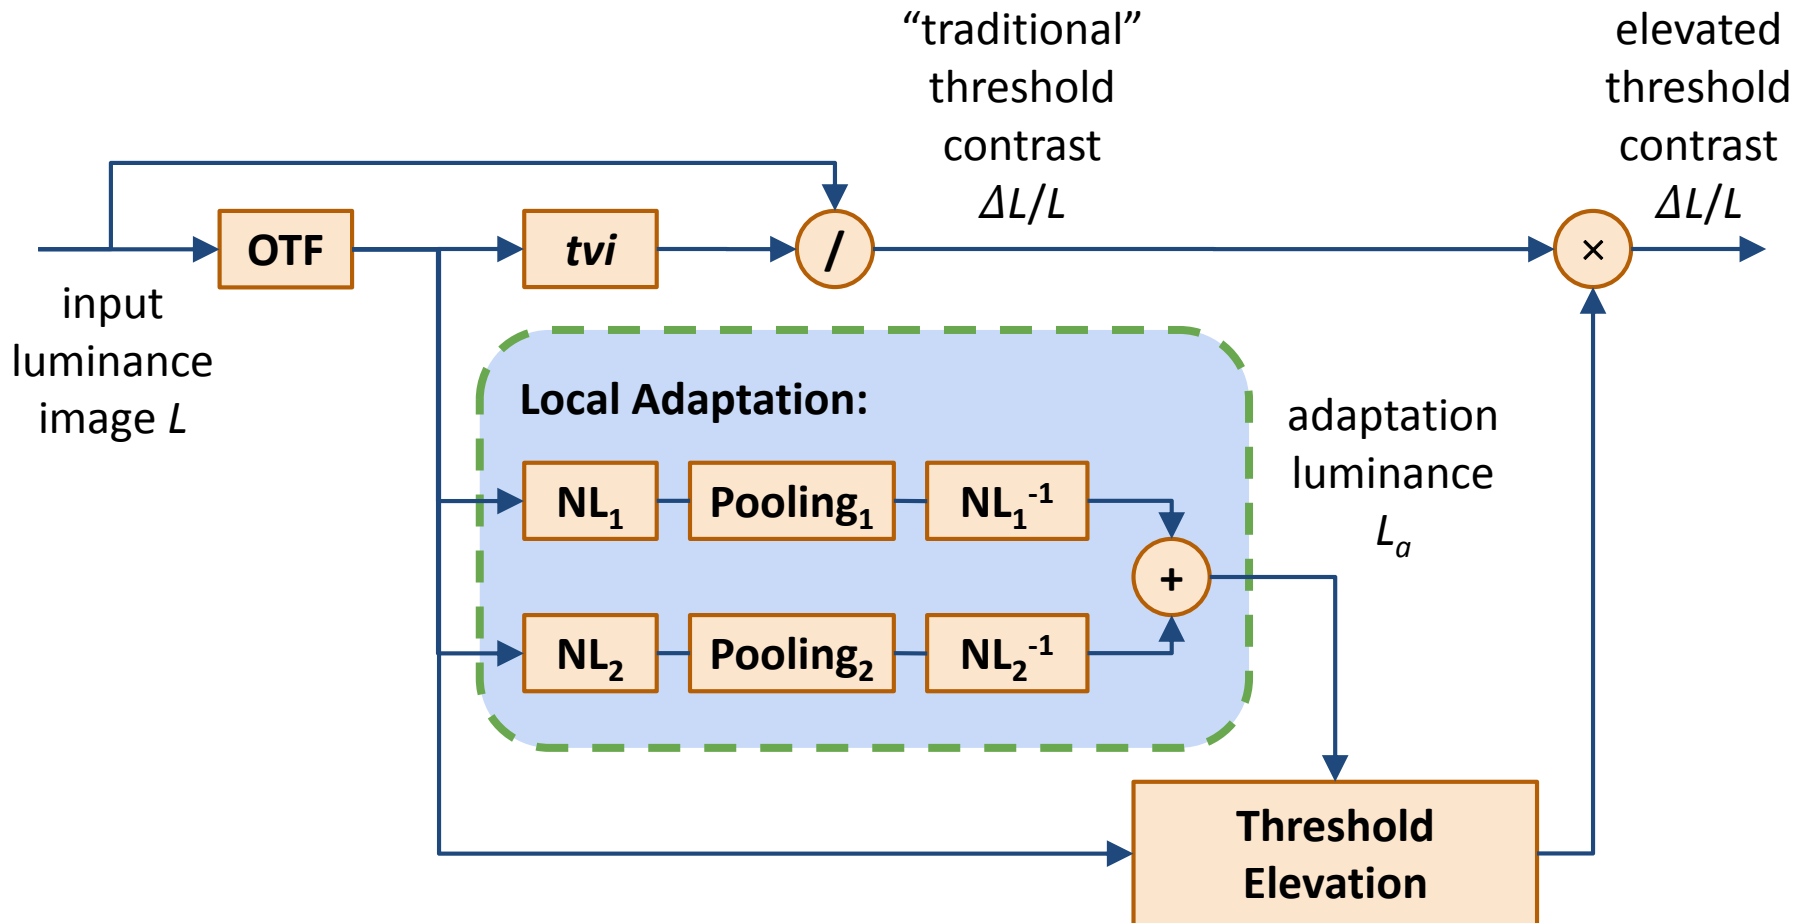 “traditional”
threshold
contrast
ΔL/L
elevated
threshold
contrast
ΔL/L
OTF
tvi
/
×
input
luminance
image L
Local Adaptation:
NL₁
Pooling₁
NL₁⁻¹
+
NL₂
Pooling₂
NL₂⁻¹
adaptation
luminance
Lₐ
Threshold
Elevation